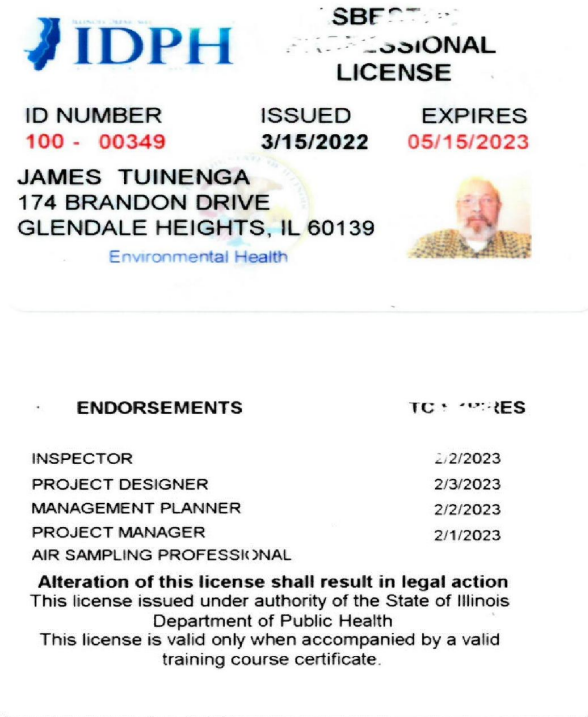 IDPH
LICENSE
ID NUMBER ISSUED EXPIRES
100 - 00349 3/15/2022 05/15/2023
JAMES TUINENGA
174 BRANDON DRIVE
GLENDALE HEIGHTS, IL 60139
Environmental Health
ENDORSEMENTS
INSPECTOR 2/2/2023
PROJECT DESIGNER 2/3/2023
MANAGEMENT PLANNER 2/2/2023
PROJECT MANAGER 2/1/2023
AIR SAMPLING PROFESSIONAL
Alteration of this license shall result in legal action
This license issued under authority of the State of Illinois
Department of Public Health
This license is valid only when accompanied by a valid
training course certificate.